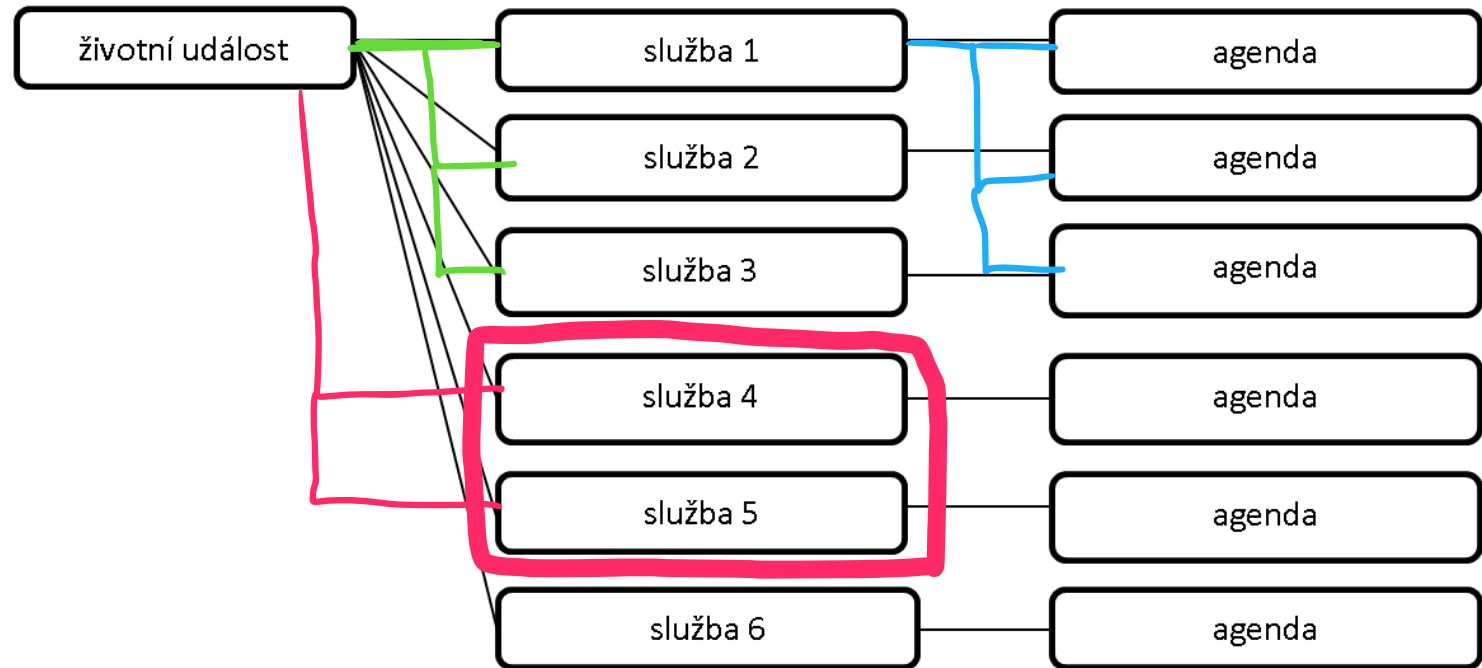 životní událost
služba 1
agenda
služba 2
agenda
služba 3
agenda
služba 4
agenda
služba 5
agenda
služba 6
agenda